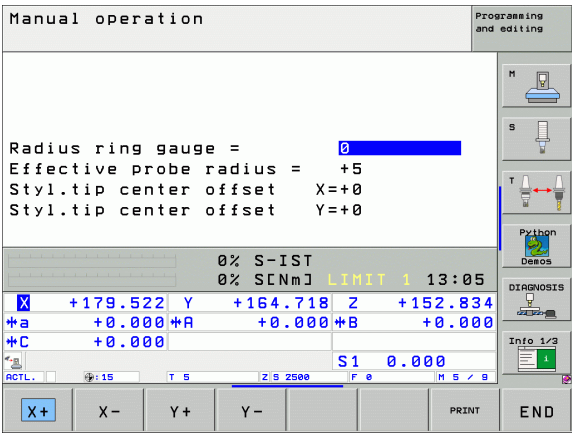 Manual operation
Programming
and editing
M
Radius ring gauge = 0
Effective probe radius = +5
Styl.tip center offset X=+0
Styl.tip center offset Y=+0
S
T
Python
Demos
0% S-IST
0% S[Nm] LIMIT 1 13:05
DIAGNOSIS
X +179.522 Y +164.718 Z +152.834
a +0.000 A +0.000 B +0.000
C +0.000
Info 1/3
1
S1 0.000
ACTL. :15 T 5 Z S 2500 F 0 M 5 / 9
X+ X- Y+ Y- PRINT END